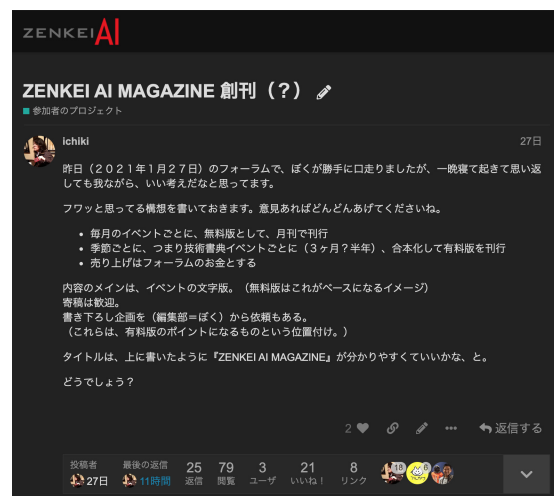 ZENKEI AI
ZENKEI AI MAGAZINE 創刊（？）
参加者のプロジェクト
ichiki
27日
昨日（２０２１年１月２７日）のフォーラムで、ぼくが勝手に口走りましたが、一晩寝て起きて思い返
しても我ながら、いい考えだなと思ってます。
フワッと思ってる構想を書いておきます。意見あればどんどんあげてくださいね。
• 毎月のイベントごとに、無料版として、月刊で刊行
• 季節ごとに、つまり技術書典イベントごとに（３ヶ月？半年）、合本化して有料版を刊行
• 売り上げはフォーラムのお金とする
内容のメインは、イベントの文字版。（無料版はこれがベースになるイメージ）
寄稿は歓迎。
書き下ろし企画を（編集部＝ぼく）から依頼もある。
（これらは、有料版のポイントになるものという位置付け。）
タイトルは、上に書いたように『ZENKEI AI MAGAZINE』が分かりやすくていいかな、と。
どうでしょう？
2
返信する
投稿者 最後の返信 25 79 3 21 8 18 6
27日 11時間 返信 閲覧 ユーザ いいね！ リンク